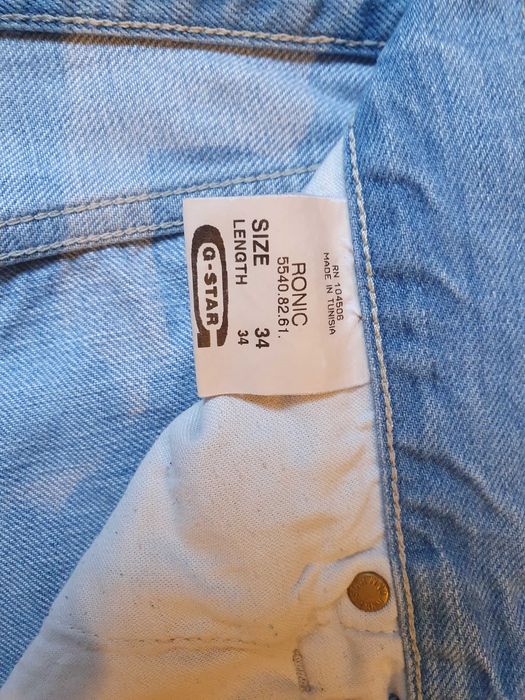 RN 104506
MADE IN TUNISIA
RONIC
5540.82.61.
SIZE 34
LENGTH 34
G-STAR